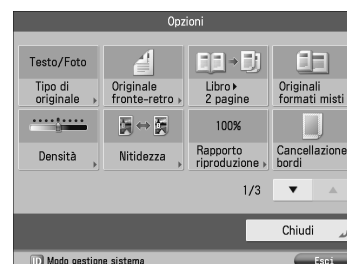 Opzioni
Testo/Foto
Tipo di
originale
Originale
fronte-retro
Libro
2 pagine
Originali
formati misti
Densità
Nitidezza
100%
Rapporto
riproduzione
Cancellazione
bordi
1/3
Chiudi
ID Modo gestione sistema
Esci